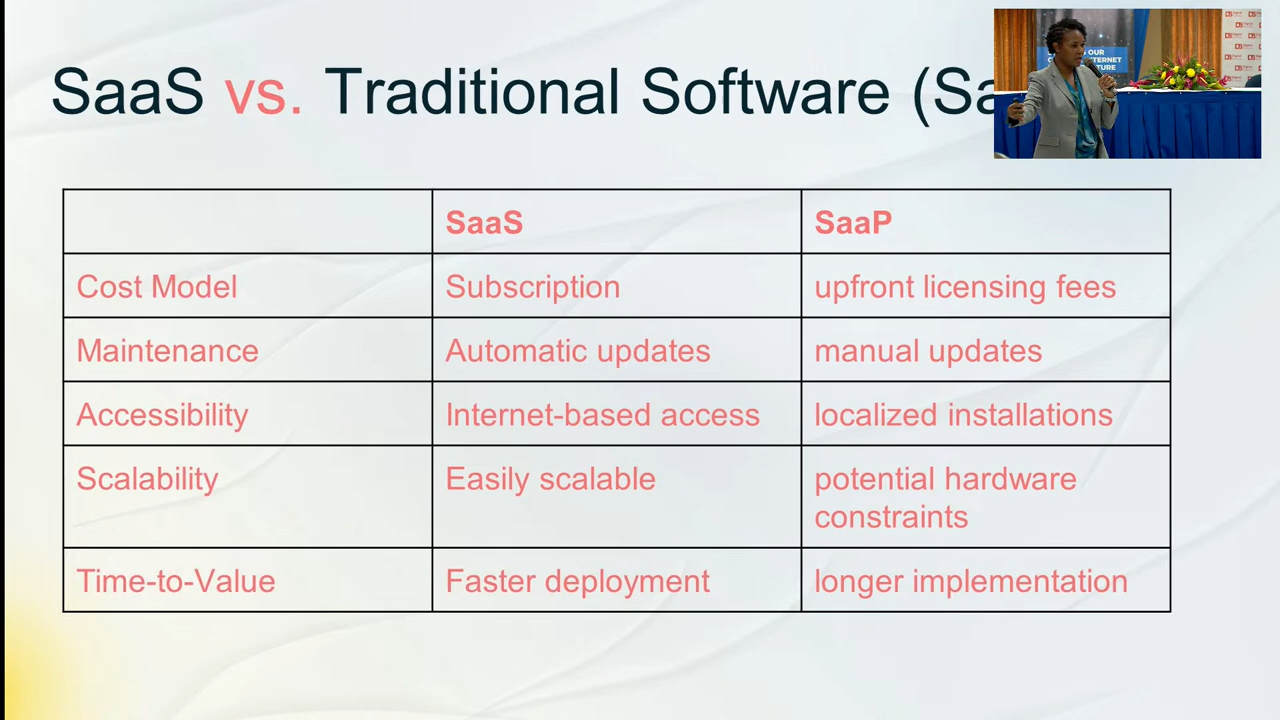 SaaS vs. Traditional Software (Sa
SaaS SaaP
Cost Model Subscription upfront licensing fees
Maintenance Automatic updates manual updates
Accessibility Internet-based access localized installations
Scalability Easily scalable potential hardware
constraints
Time-to-Value Faster deployment longer implementation
OUR